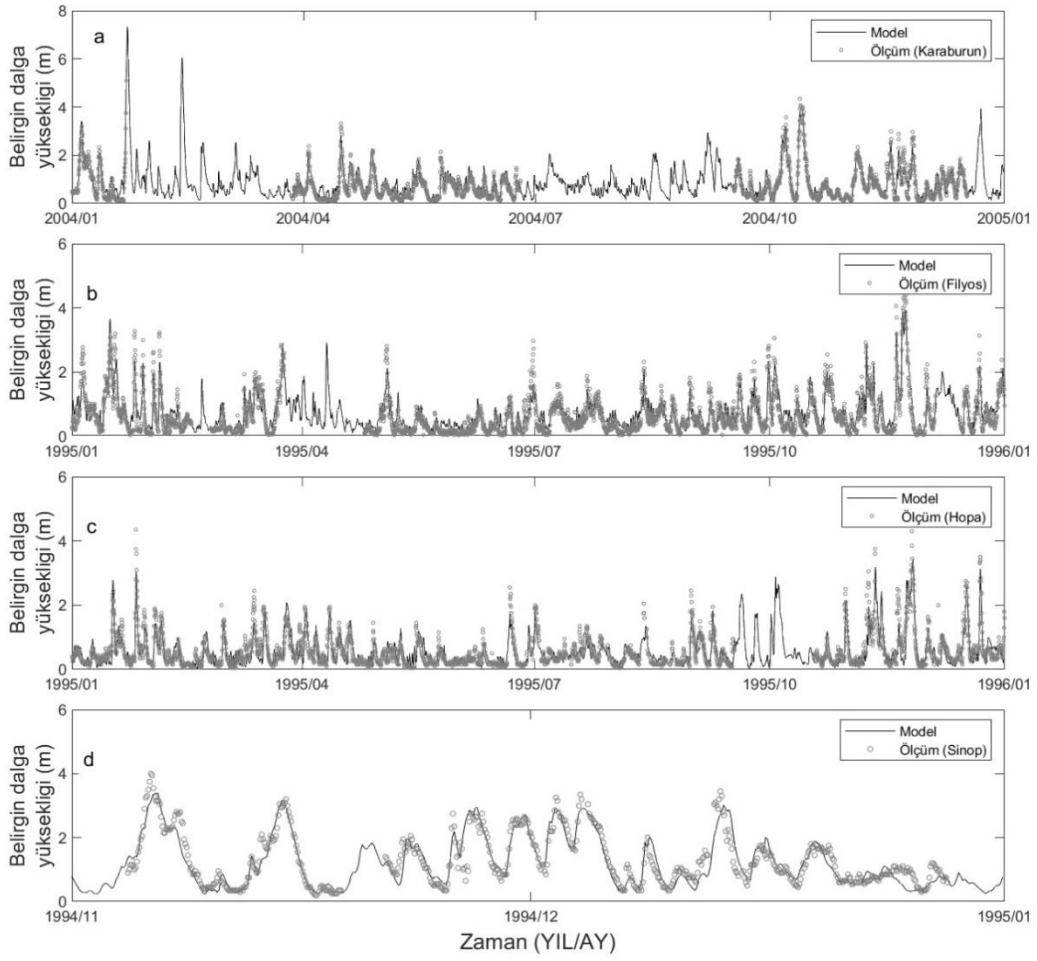 8
6
4
2
0
a
Model
Ölçüm (Karaburun)
Belirgin dalga
yüksekligi (m)
2004/01
2004/04
2004/07
2004/10
2005/01
6
4
2
0
b
Model
Ölçüm (Filyos)
Belirgin dalga
yüksekligi (m)
1995/01
1995/04
1995/07
1995/10
1996/01
6
4
2
0
c
Model
Ölçüm (Hopa)
Belirgin dalga
yüksekligi (m)
1995/01
1995/04
1995/07
1995/10
1996/01
6
4
2
0
d
Model
Ölçüm (Sinop)
Belirgin dalga
yüksekligi (m)
1994/11
1994/12
1995/01
Zaman (YIL/AY)